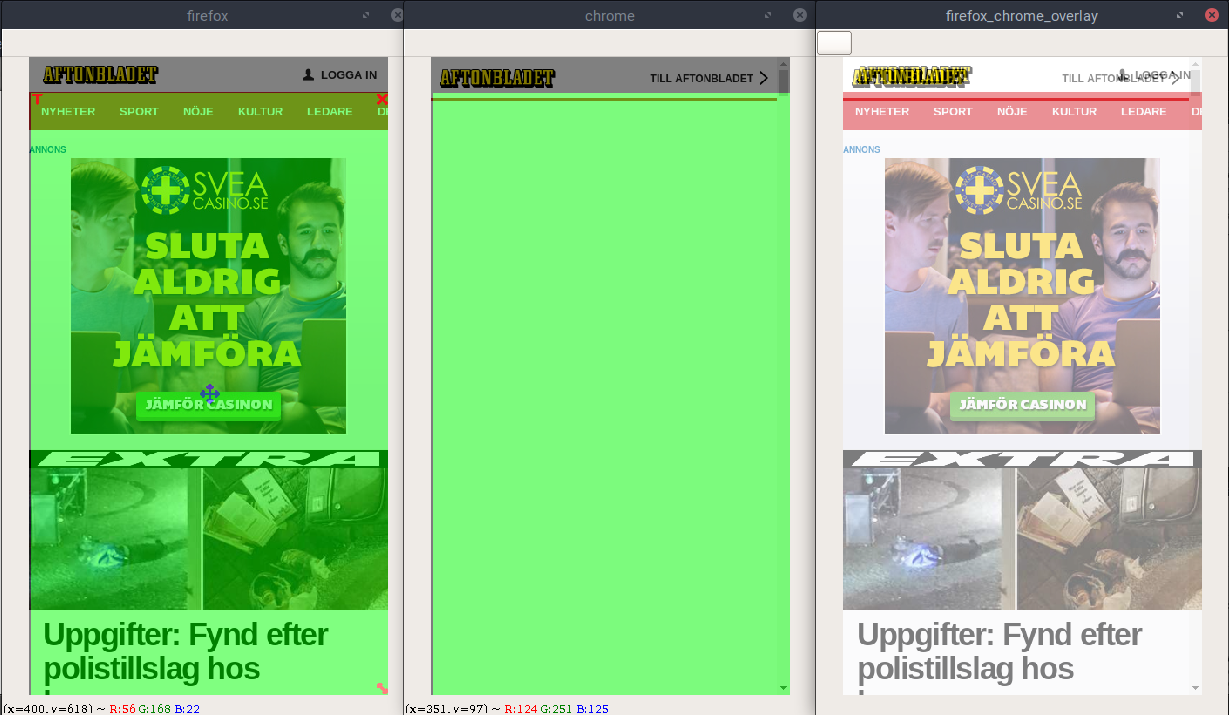 firefox
AFTONBLADET
LOGGA IN
T
X
NYHETER SPORT NÖJE KULTUR LEDARE
ANNONS
SVEA
CASINO.SE
SLUTA
ALDRIG
ATT
JÄMFÖRA
JÄMFÖR CASINON
EXTRA
Uppgifter: Fynd efter
polistillslag hos
(x=400, y=618) ~ R:56 G:168 B:22
chrome
AFTONBLADET
TILL AFTONBLADET
(x=351, y=97) ~ R:124 G:251 B:125
firefox_chrome_overlay
AFTONBLADET
TILL AFTONBLADET
LOGGA IN
NYHETER SPORT NÖJE KULTUR LEDARE
ANNONS
SVEA
CASINO.SE
SLUTA
ALDRIG
ATT
JÄMFÖRA
JÄMFÖR CASINON
EXTRA
Uppgifter: Fynd efter
polistillslag hos